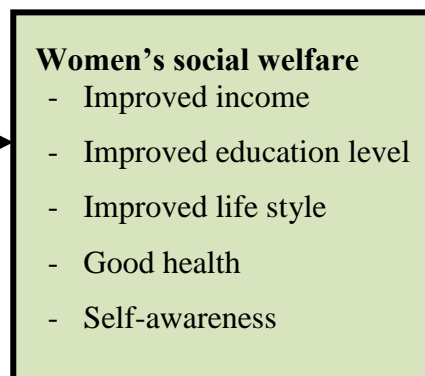 Women’s social welfare
- Improved income
- Improved education level
- Improved life style
- Good health
- Self-awareness